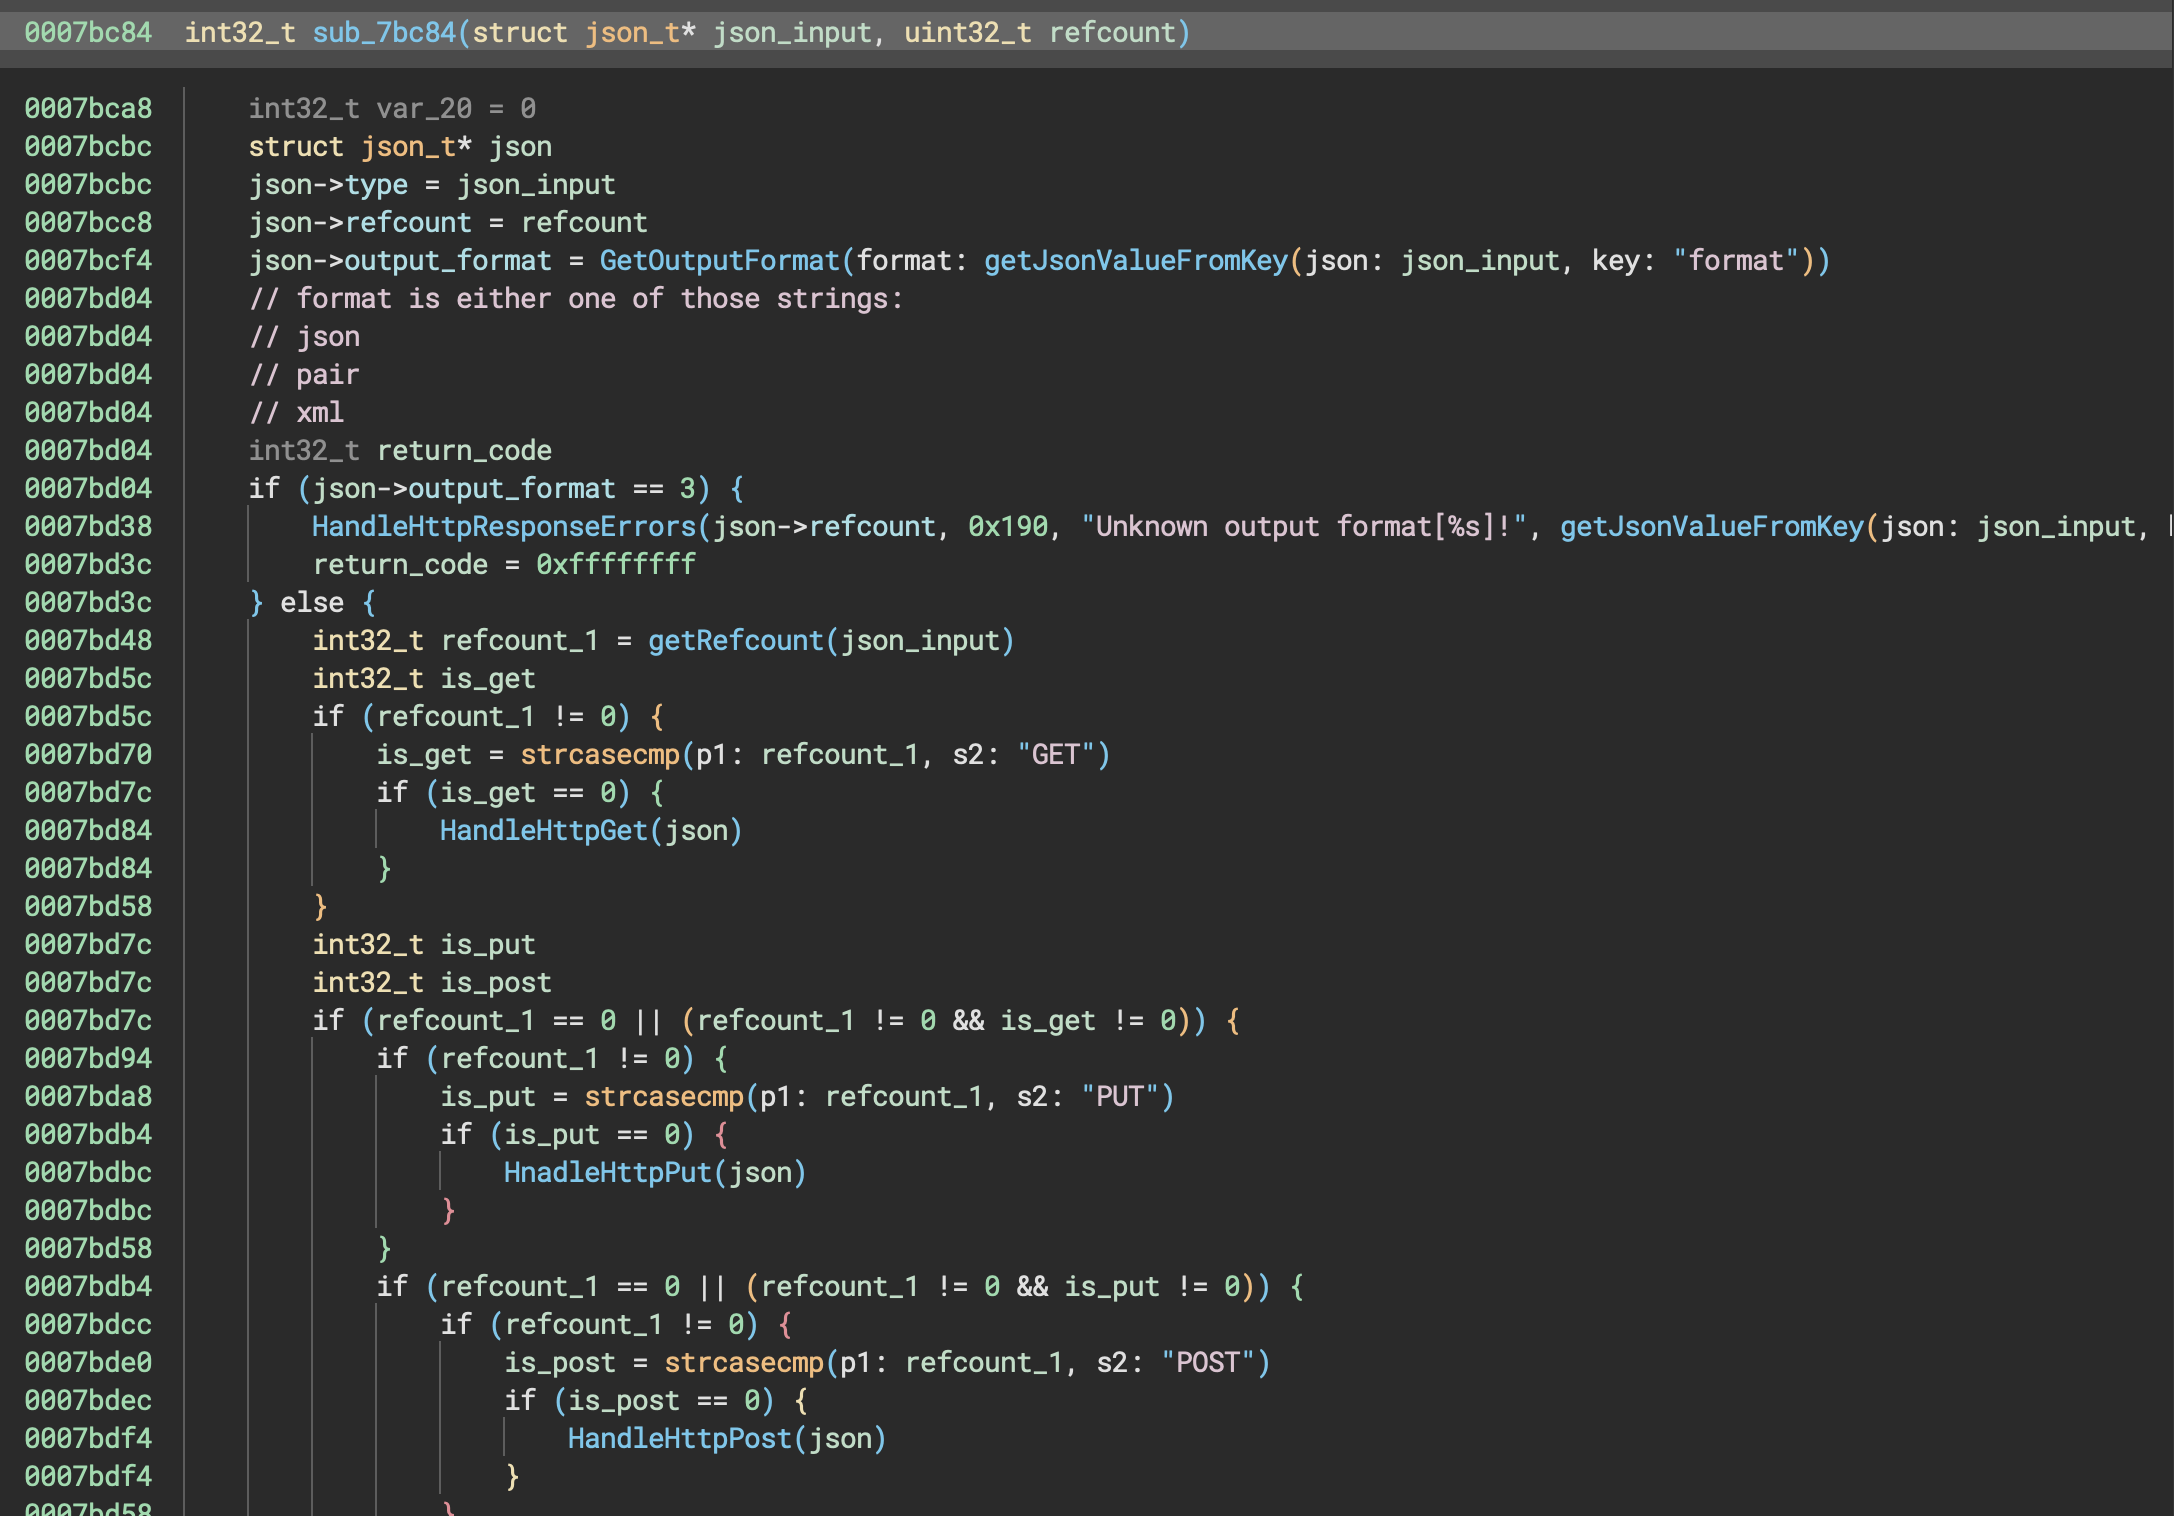 0007bc84 int32_t sub_7bc84(struct json_t* json_input, uint32_t refcount)
0007bca8 int32_t var_20 = 0
0007bcbc struct json_t* json
0007bcbc json->type = json_input
0007bcc8 json->refcount = refcount
0007bcf4 json->output_format = GetOutputFormat(format: getJsonValueFromKey(json: json_input, key: "format"))
0007bd04 // format is either one of those strings:
0007bd04 // json
0007bd04 // pair
0007bd04 // xml
0007bd04 int32_t return_code
0007bd04 if (json->output_format == 3) {
0007bd38 HandleHttpResponseErrors(json->refcount, 0x190, "Unknown output format[%s]!", getJsonValueFromKey(json: json_input,
0007bd3c return_code = 0xffffffff
0007bd3c } else {
0007bd48 int32_t refcount_1 = getRefcount(json_input)
0007bd5c int32_t is_get
0007bd5c if (refcount_1 != 0) {
0007bd70 is_get = strcasecmp(p1: refcount_1, s2: "GET")
0007bd7c if (is_get == 0) {
0007bd84 HandleHttpGet(json)
0007bd84 }
0007bd58 }
0007bd7c int32_t is_put
0007bd7c int32_t is_post
0007bd7c if (refcount_1 == 0 || (refcount_1 != 0 && is_get != 0)) {
0007bd94 if (refcount_1 != 0) {
0007bda8 is_put = strcasecmp(p1: refcount_1, s2: "PUT")
0007bdb4 if (is_put == 0) {
0007bdbc HnadleHttpPut(json)
0007bdbc }
0007bd58 }
0007bdb4 if (refcount_1 == 0 || (refcount_1 != 0 && is_put != 0)) {
0007bdcc if (refcount_1 != 0) {
0007bde0 is_post = strcasecmp(p1: refcount_1, s2: "POST")
0007bdec if (is_post == 0) {
0007bdf4 HandleHttpPost(json)
0007bdf4 }
0007bd58 }